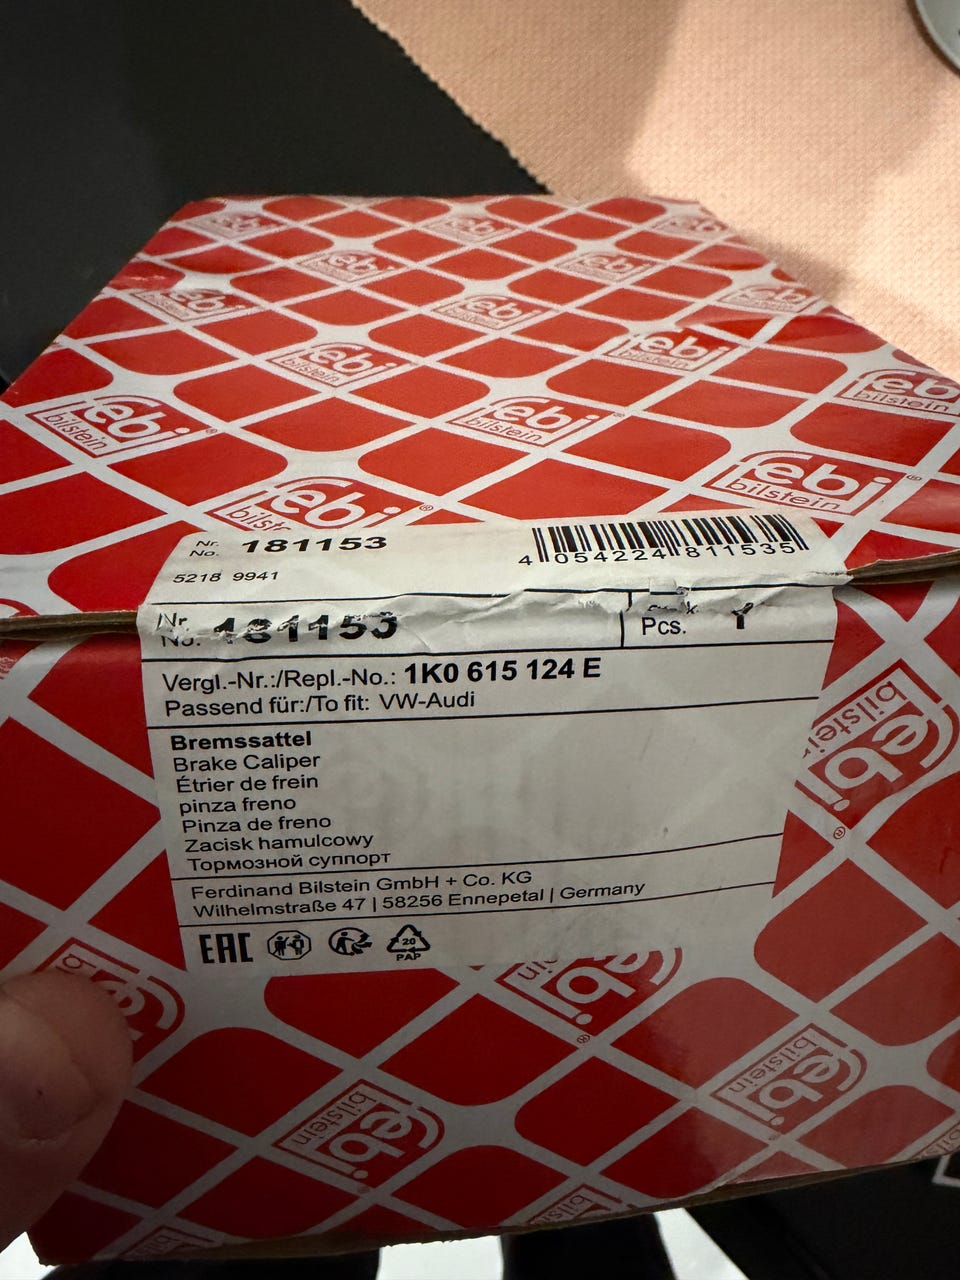 febi bilstein
Nr.
No. 181153
5218 9941
4 054224 811535
Nr.
No. 181153
Pcs. 1
Vergl.-Nr.:/Repl.-No.: 1K0 615 124 E
Passend für:/To fit: VW-Audi
Bremssattel
Brake Caliper
Étrier de frein
pinza freno
Pinza de freno
Zacisk hamulcowy
Тормозной суппорт
Ferdinand Bilstein GmbH + Co. KG
Wilhelmstraße 47 | 58256 Ennepetal | Germany
EAC
20
PAP